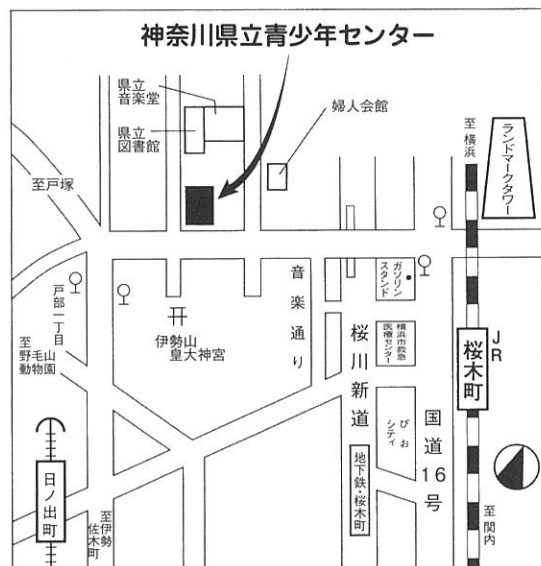 神奈川県立青少年センター
県立
音楽堂
県立
図書館
婦人会館
至横浜
ランドマークタワー
至戸塚
戸部一丁目
至
野毛山
動物園
伊勢山
皇大神宮
音楽通り
ガソリン
スタンド
横浜市救急
医療センター
桜川新道
ぴお
シティ
国道16号
JR
桜木町
地下鉄・桜木町
日ノ出町
至伊勢
佐木町
至関内